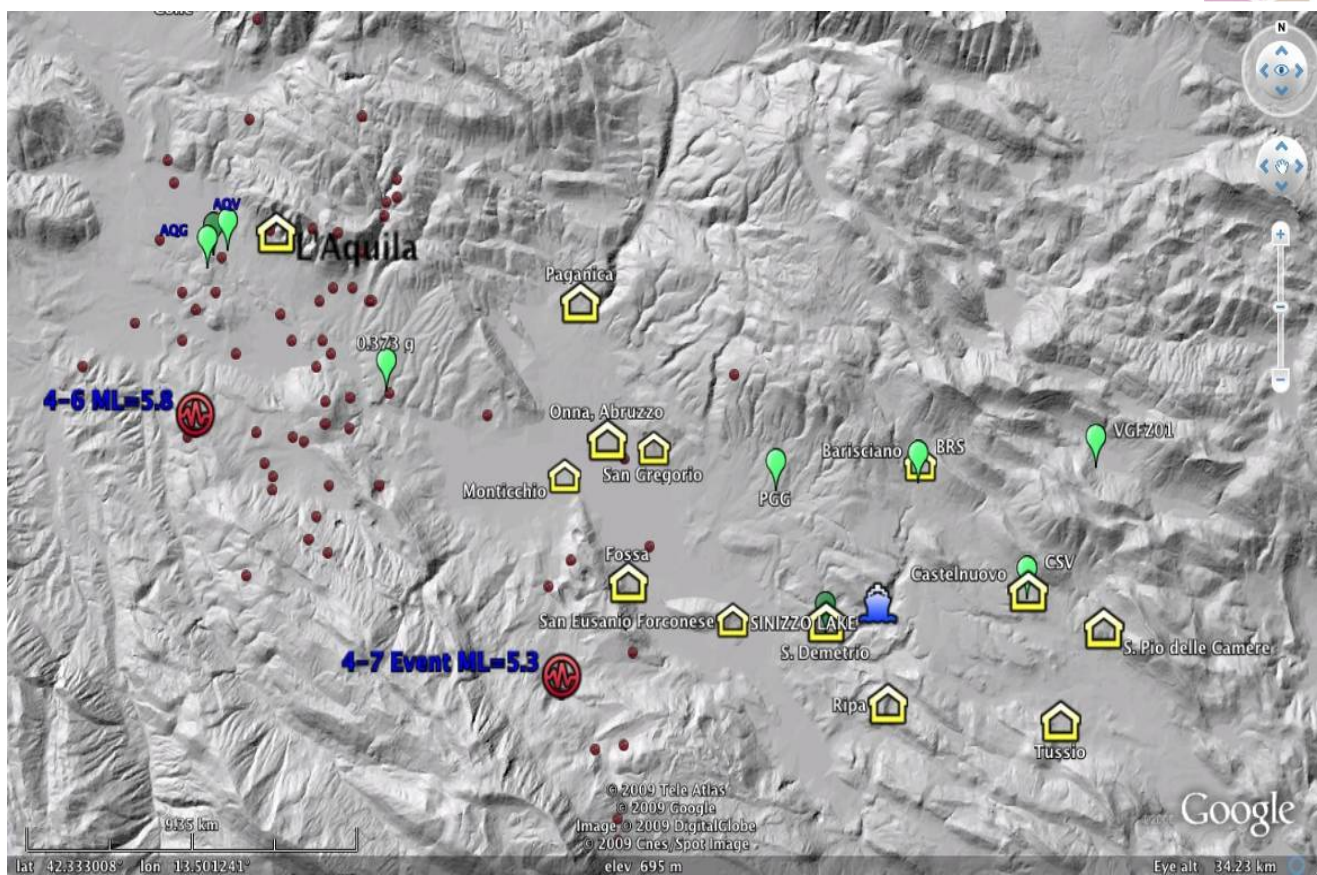 N
AQV
AQG
L'Aquila
Paganica
0.373 g
4-6 ML=5.8
Onna, Abruzzo
San Gregorio
Monticchio
Barisciano
BRS
VGFZ01
PGG
Fossa
Castelnuovo
CSV
San Eusanio Forconese
SINIZZO LAKE
S. Demetrio
S. Pio delle Camere
4-7 Event ML=5.3
Ripa
Tussio
© 2009 Tele Atlas
© 2009 Google
Image © 2009 DigitalGlobe
© 2009 Cnes, Spot Image
Google
9.35 km
lat 42.333008° lon 13.501241°
elev 695 m
Eye alt 34.23 km